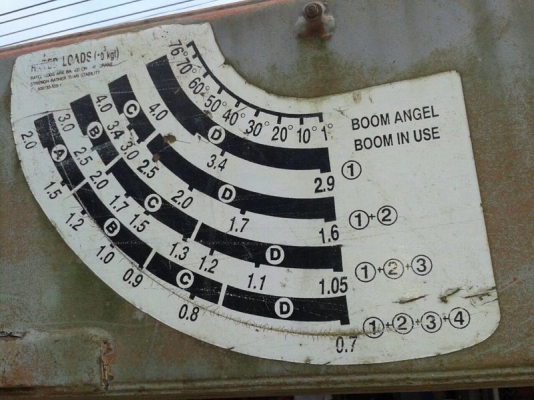 RATED LOADS (×10³kgf)
76° 70° 60° 50° 40° 30° 20° 10° 1°
BOOM ANGEL
BOOM IN USE
4.0 D 3.4 2.9 ①
4.0 C 3.4 3.0 2.5 D 2.0 1.7 1.6 ①+②
3.0 B 2.5 2.0 1.7 C 1.5 1.3 1.2 D 1.1 1.05 ①+②+③
2.0 A 1.5 1.2 B 1.0 0.9 C 0.8 D 0.7 ①+②+③+④